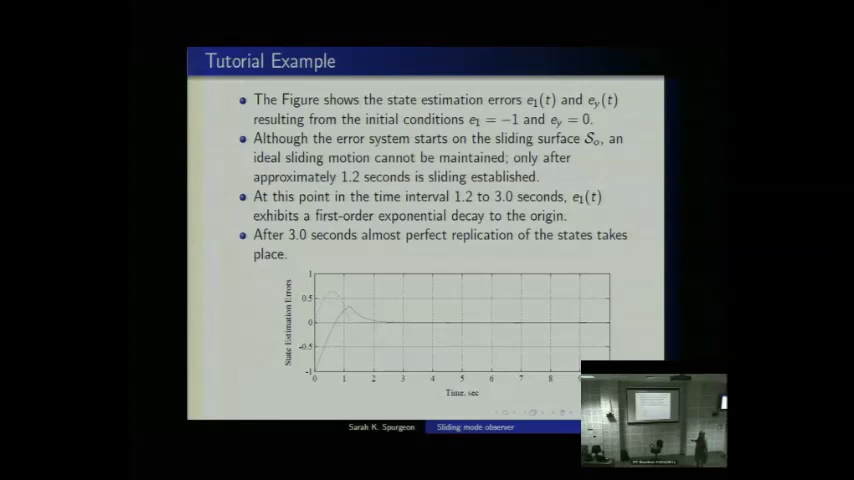 Tutorial Example
The Figure shows the state estimation errors e₁(t) and e_y(t)
resulting from the initial conditions e₁ = −1 and e_y = 0.
Although the error system starts on the sliding surface S_o, an
ideal sliding motion cannot be maintained; only after
approximately 1.2 seconds is sliding established.
At this point in the time interval 1.2 to 3.0 seconds, e₁(t)
exhibits a first-order exponential decay to the origin.
After 3.0 seconds almost perfect replication of the states takes
place.
State Estimation Errors
1
0.5
0
-0.5
-1
0 1 2 3 4 5 6 7 8
Time, sec
Sarah K. Spurgeon Sliding mode observer